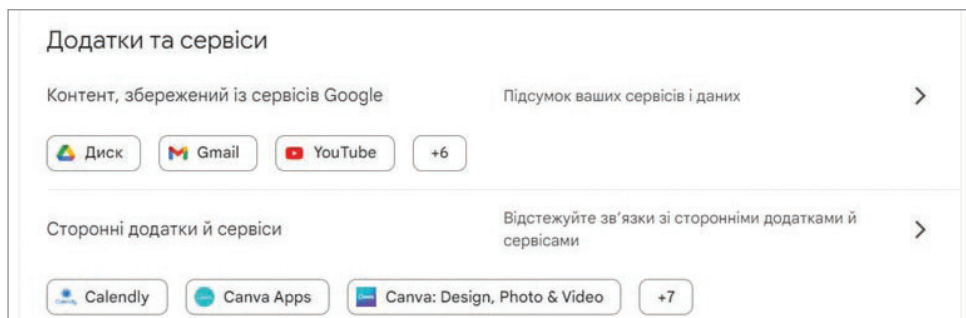 Додатки та сервіси
Контент, збережений із сервісів Google
Підсумок ваших сервісів і даних
Диск
Gmail
YouTube
+6
Сторонні додатки й сервіси
Відстежуйте зв’язки зі сторонніми додатками й
сервісами
Calendly
Canva Apps
Canva: Design, Photo & Video
+7